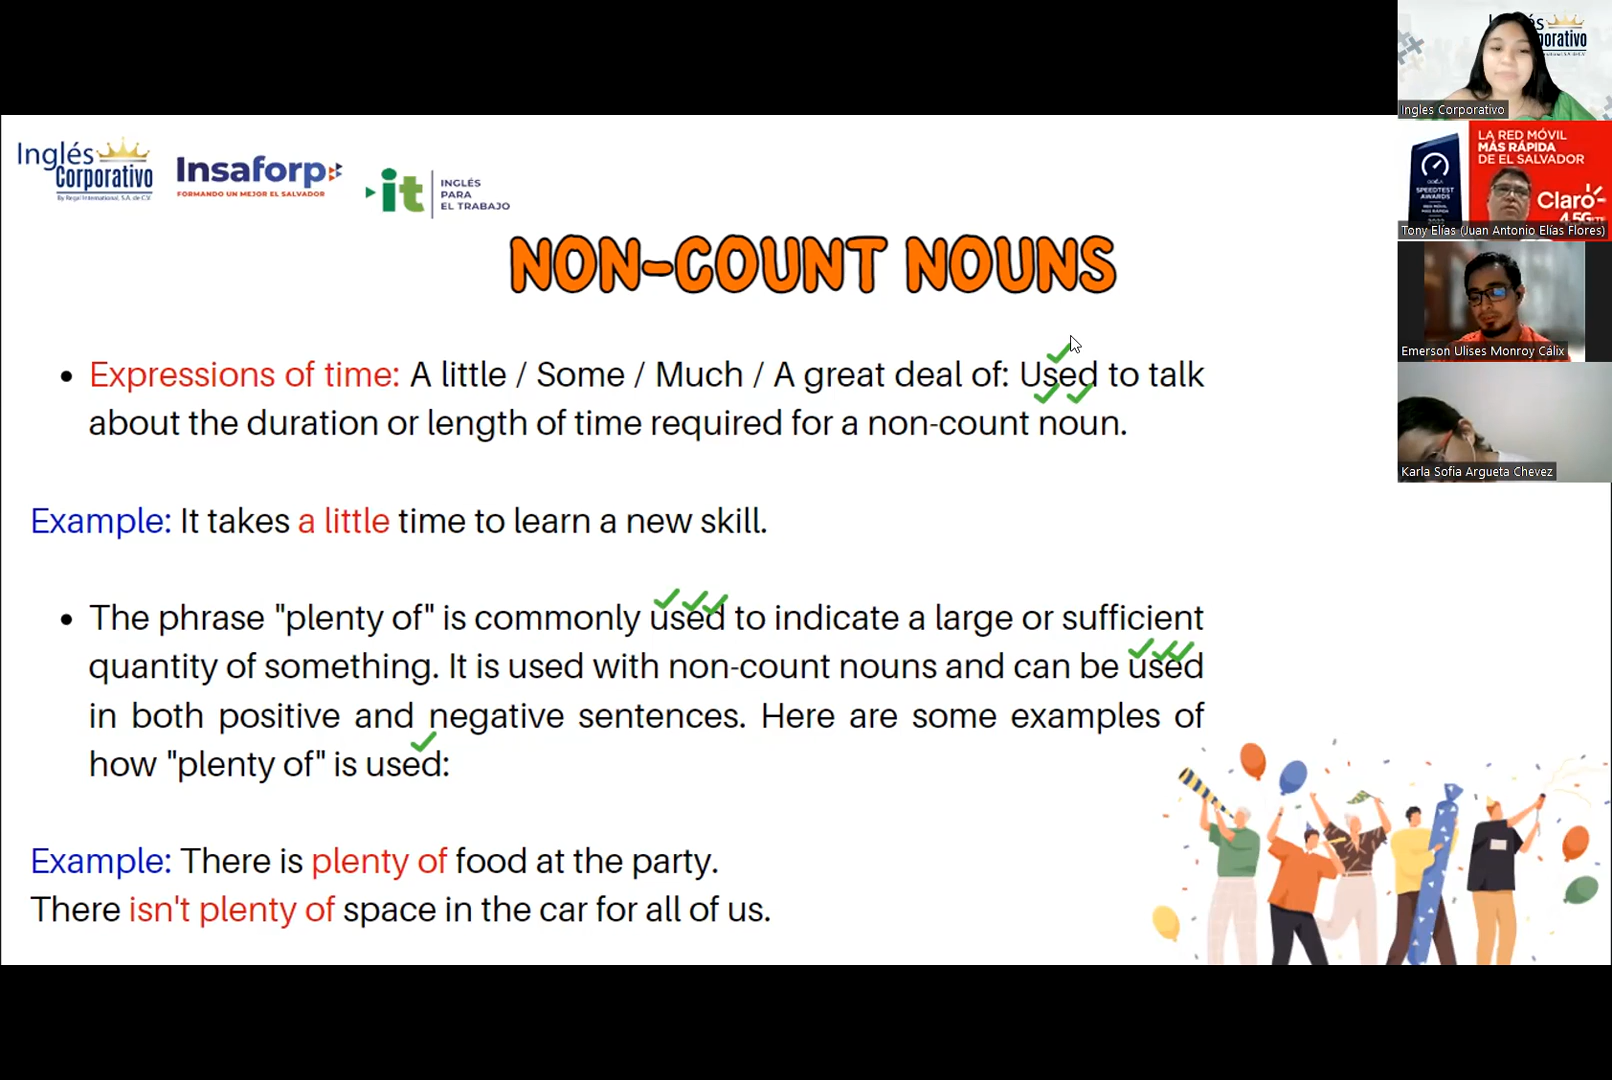 Inglés
Corporativo
By Regal International, S.A. de C.V.
Insaforp
FORMANDO UN MEJOR EL SALVADOR
it
INGLÉS
PARA
EL TRABAJO
NON-COUNT NOUNS
• Expressions of time: A little / Some / Much / A great deal of: Used to talk
about the duration or length of time required for a non-count noun.
Example: It takes a little time to learn a new skill.
• The phrase "plenty of" is commonly used to indicate a large or sufficient
quantity of something. It is used with non-count nouns and can be used
in both positive and negative sentences. Here are some examples of
how "plenty of" is used:
Example: There is plenty of food at the party.
There isn't plenty of space in the car for all of us.
Ingles Corporativo
LA RED MÓVIL
MÁS RÁPIDA
DE EL SALVADOR
SPEEDTEST
AWARDS
Claro
4.5G
Tony Elías (Juan Antonio Elías Flores)
Emerson Ulises Monroy Cálix
Karla Sofia Argueta Chevez